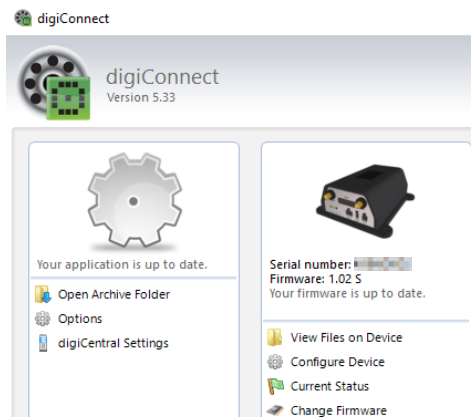 digiConnect
digiConnect
Version 5.33
Your application is up to date.
Open Archive Folder
Options
digiCentral Settings
Serial number:
Firmware: 1.02 S
Your firmware is up to date.
View Files on Device
Configure Device
Current Status
Change Firmware